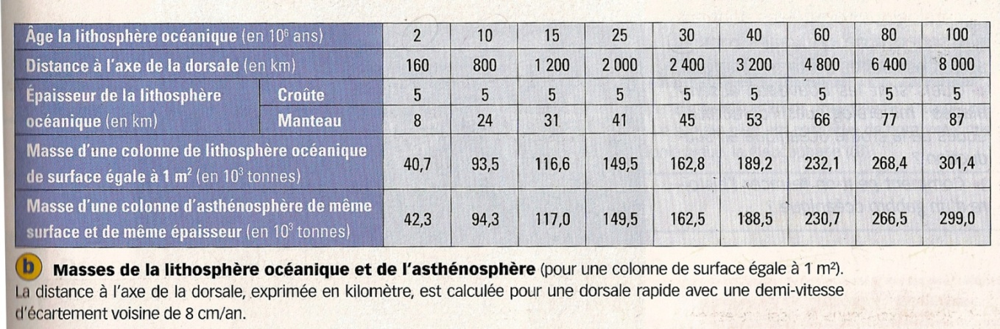 Âge la lithosphère océanique (en 10⁶ ans) 2 10 15 25 30 40 60 80 100
Distance à l'axe de la dorsale (en km) 160 800 1 200 2 000 2 400 3 200 4 800 6 400 8 000
Épaisseur de la lithosphère océanique (en km) Croûte 5 5 5 5 5 5 5 5 5
Manteau 8 24 31 41 45 53 66 77 87
Masse d'une colonne de lithosphère océanique
de surface égale à 1 m² (en 10³ tonnes) 40,7 93,5 116,6 149,5 162,8 189,2 232,1 268,4 301,4
Masse d'une colonne d'asthénosphère de même
surface et de même épaisseur (en 10³ tonnes) 42,3 94,3 117,0 149,5 162,5 188,5 230,7 266,5 299,0
b Masses de la lithosphère océanique et de l'asthénosphère (pour une colonne de surface égale à 1 m²).
La distance à l'axe de la dorsale, exprimée en kilomètre, est calculée pour une dorsale rapide avec une demi-vitesse
d'écartement voisine de 8 cm/an.